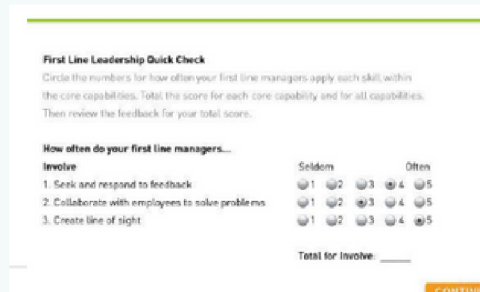 First Line Leadership Quick Check
Circle the numbers for how often your first line managers apply each skill within
the core capabilities. Total the score for each core capability and for all capabilities.
Then review the feedback for your total score.
How often do your first line managers...
Involve Seldom Often
1. Seek and respond to feedback 1 2 3 4 5
2. Collaborate with employees to solve problems 1 2 3 4 5
3. Create line of sight 1 2 3 4 5
Total for Involve: ______